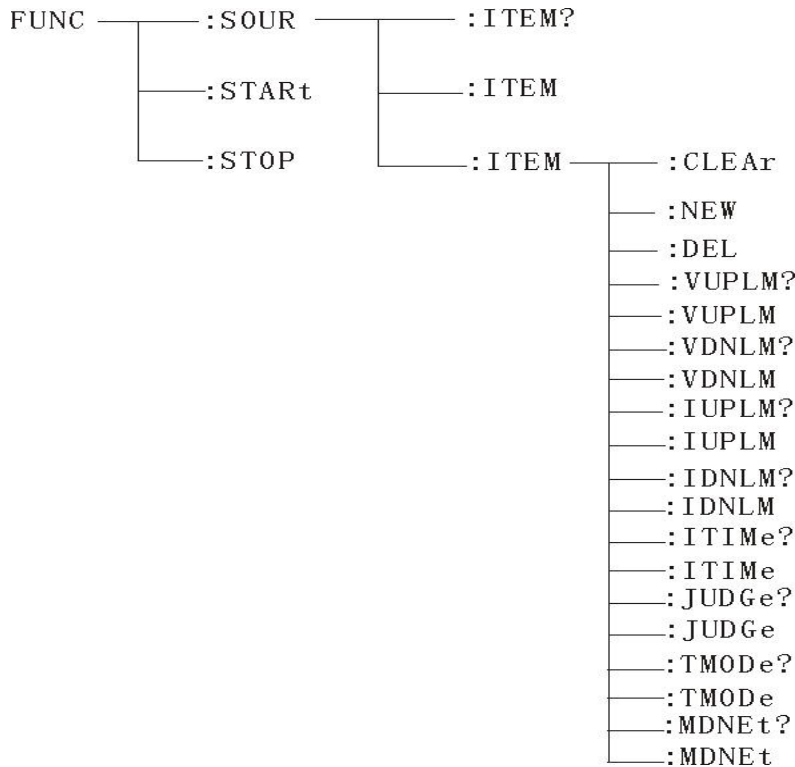 FUNC :SOUR :ITEM?
:STARt :ITEM
:STOP :ITEM :CLEAr
:NEW
:DEL
:VUPLM?
:VUPLM
:VDNLM?
:VDNLM
:IUPLM?
:IUPLM
:IDNLM?
:IDNLM
:ITIMe?
:ITIMe
:JUDGe?
:JUDGe
:TMODe?
:TMODe
:MDNEt?
:MDNEt